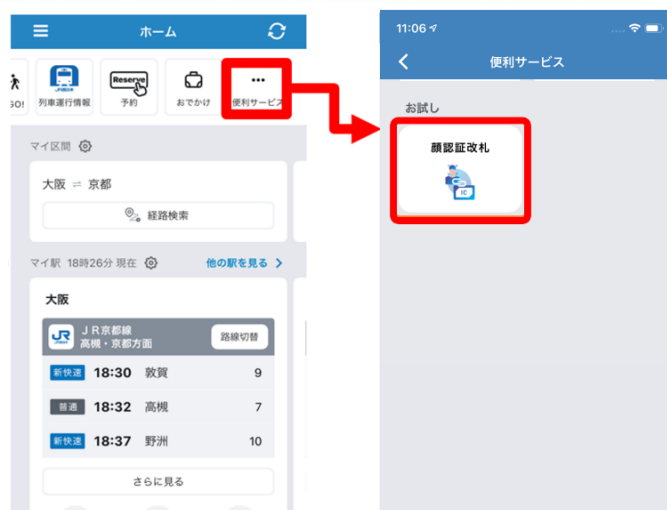 ホーム
GO!
列車運行情報
Reserve
予約
おでかけ
便利サービス
マイ区間
大阪 ⇌ 京都
経路検索
マイ駅 18時26分 現在
他の駅を見る
大阪
JR
JR京都線
高槻・京都方面
路線切替
新快速 18:30 敦賀 9
普通 18:32 高槻 7
新快速 18:37 野洲 10
さらに見る
11:06
便利サービス
お試し
顔認証改札
IC